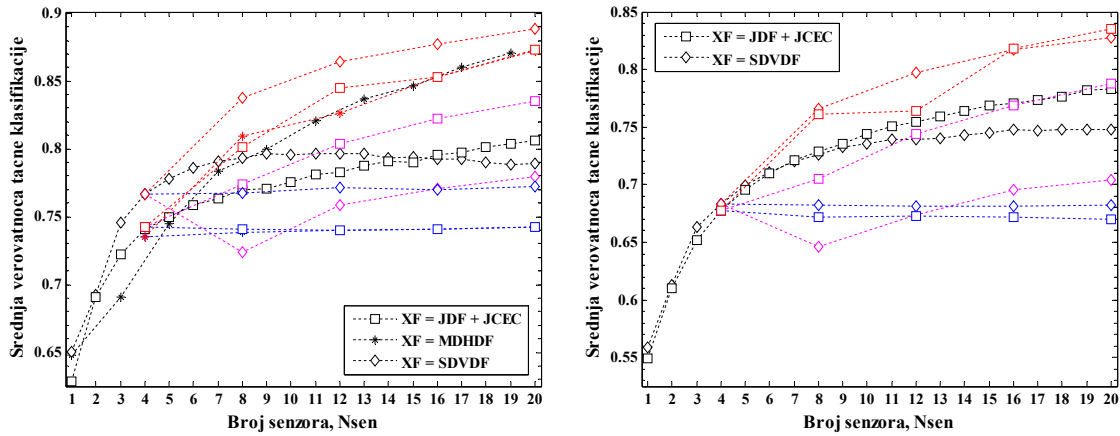 Srednja verovatnoca tacne klasifikacije
0.9
0.85
0.8
0.75
0.7
0.65
XF = JDF + JCEC
XF = MDHDF
XF = SDVDF
1 2 3 4 5 6 7 8 9 10 11 12 13 14 15 16 17 18 19 20
Broj senzora, Nsen
Srednja verovatnoca tacne klasifikacije
0.85
0.8
0.75
0.7
0.65
0.6
0.55
XF = JDF + JCEC
XF = SDVDF
1 2 3 4 5 6 7 8 9 10 11 12 13 14 15 16 17 18 19 20
Broj senzora, Nsen